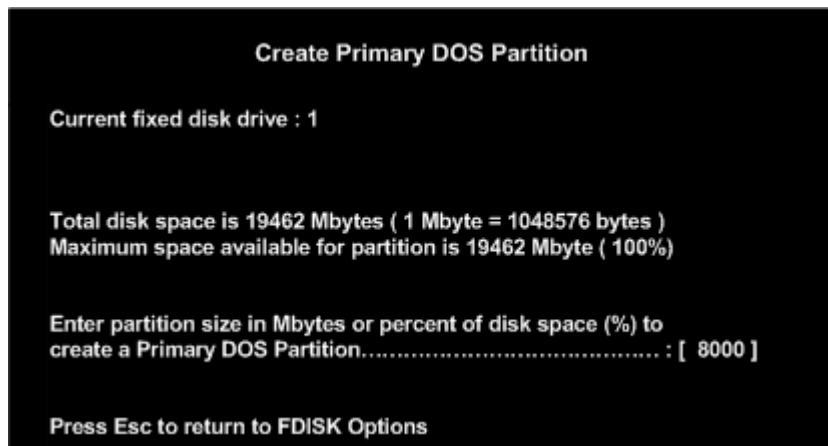 Create Primary DOS Partition
Current fixed disk drive : 1
Total disk space is 19462 Mbytes ( 1 Mbyte = 1048576 bytes )
Maximum space available for partition is 19462 Mbyte ( 100%)
Enter partition size in Mbytes or percent of disk space (%) to
create a Primary DOS Partition.......................................... : [ 8000 ]
Press Esc to return to FDISK Options